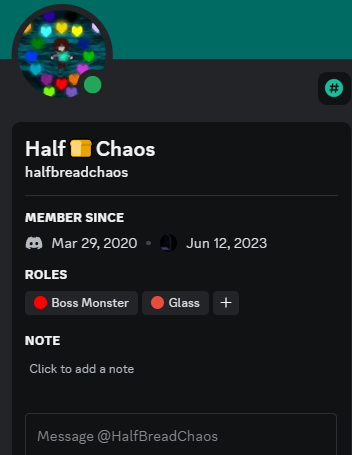 Half 🍞 Chaos
halfbreadchaos
MEMBER SINCE
Mar 29, 2020 • Jun 12, 2023
ROLES
Boss Monster Glass +
NOTE
Click to add a note
Message @HalfBreadChaos